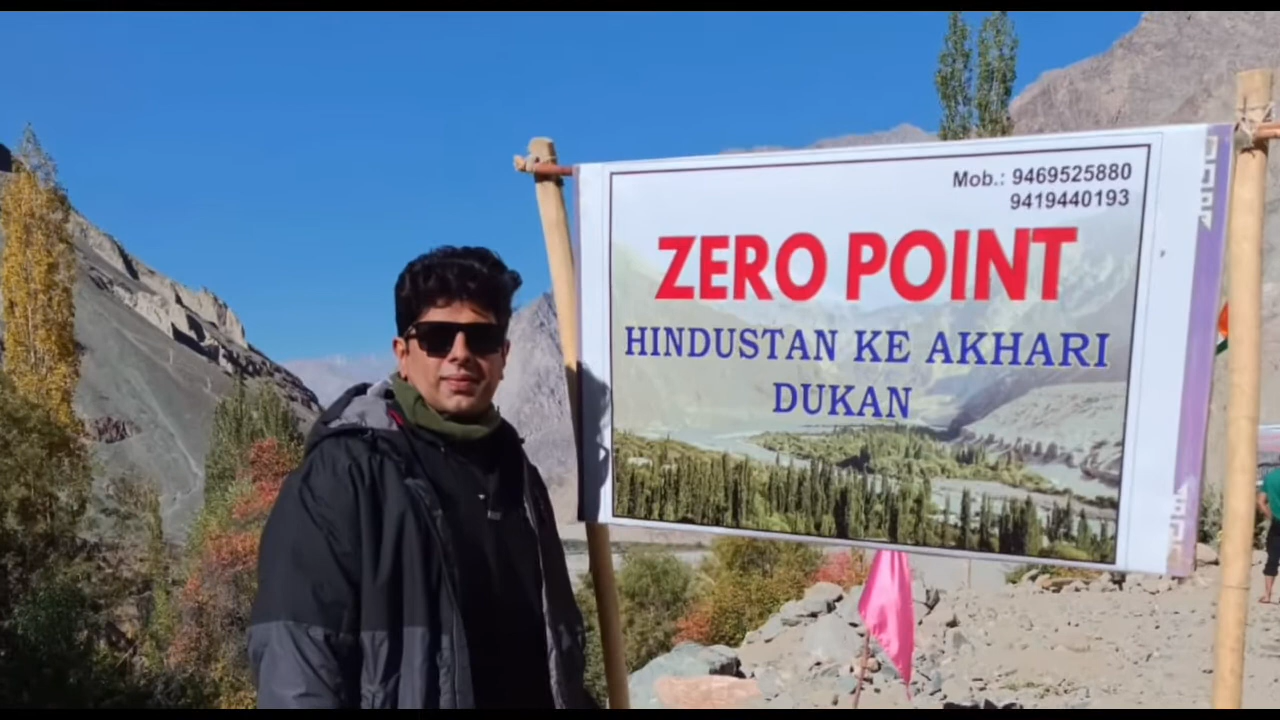 Mob.: 9469525880
9419440193
ZERO POINT
HINDUSTAN KE AKHARI
DUKAN